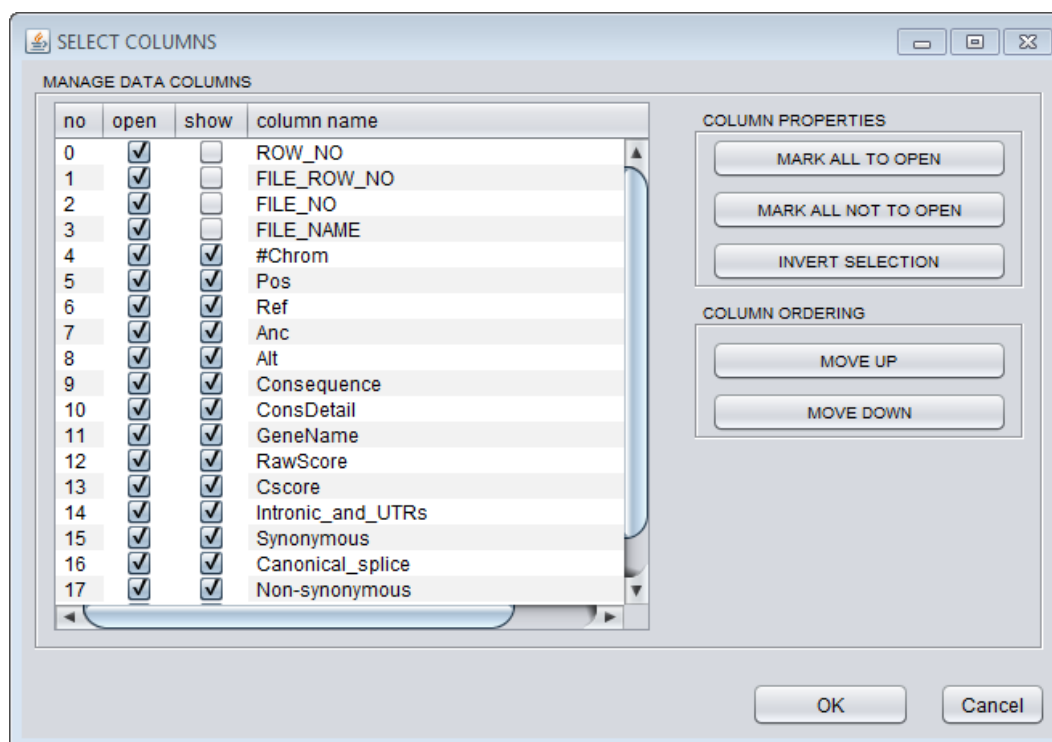 SELECT COLUMNS
MANAGE DATA COLUMNS
no open show column name
0 ROW_NO
1 FILE_ROW_NO
2 FILE_NO
3 FILE_NAME
4 #Chrom
5 Pos
6 Ref
7 Anc
8 Alt
9 Consequence
10 ConsDetail
11 GeneName
12 RawScore
13 Cscore
14 Intronic_and_UTRs
15 Synonymous
16 Canonical_splice
17 Non-synonymous
COLUMN PROPERTIES
MARK ALL TO OPEN
MARK ALL NOT TO OPEN
INVERT SELECTION
COLUMN ORDERING
MOVE UP
MOVE DOWN
OK Cancel